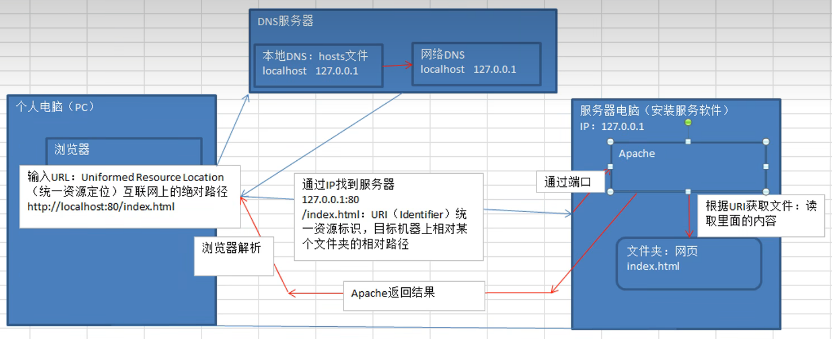 DNS服务器
本地DNS：hosts文件
localhost 127.0.0.1
网络DNS
localhost 127.0.0.1
个人电脑（PC）
浏览器
输入URL：Uniformed Resource Location
（统一资源定位）互联网上的绝对路径
http://localhost:80/index.html
浏览器解析
通过IP找到服务器
127.0.0.1:80
/index.html：URI（Identifier）统
一资源标识，目标机器上相对某
个文件夹的相对路径
Apache返回结果
通过端口
服务器电脑（安装服务软件）
IP：127.0.0.1
Apache
根据URI获取文件：读
取里面的内容
文件夹：网页
index.html